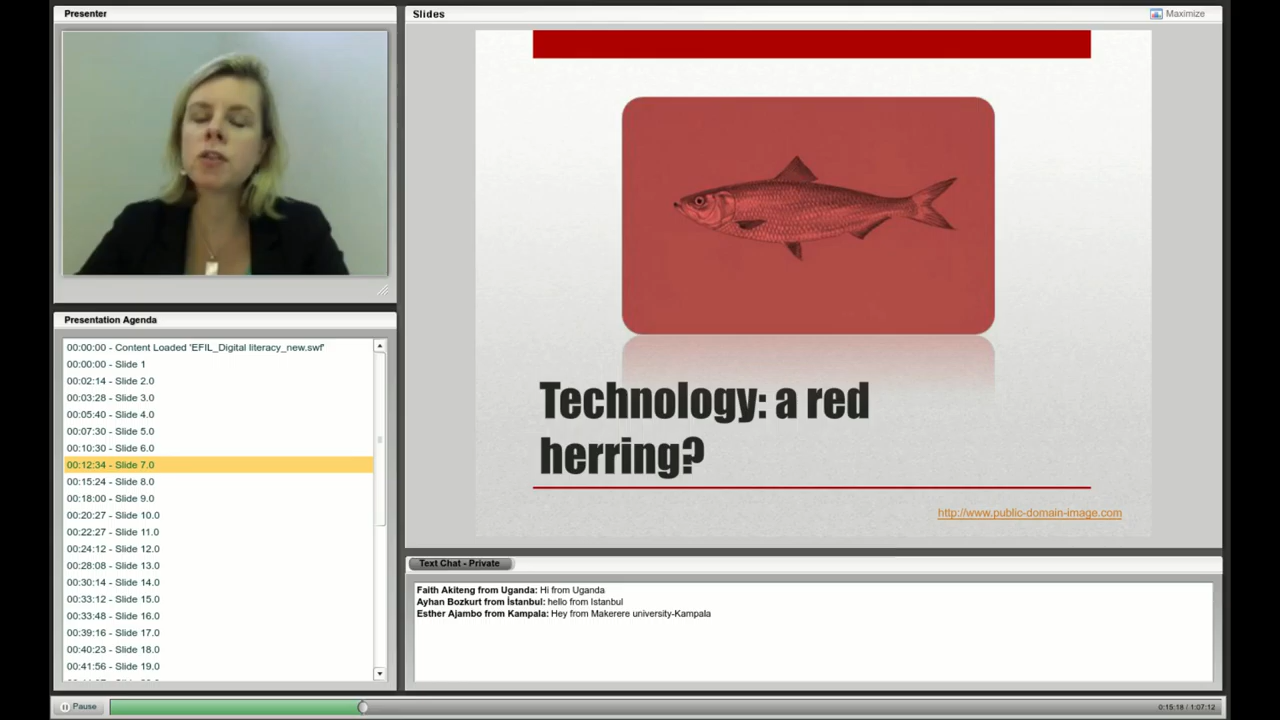 Presenter
Slides
Maximize
Technology: a red
herring?
http://www.public-domain-image.com
Presentation Agenda
00:00:00 - Content Loaded 'EFIL_Digital literacy_new.swf'
00:00:00 - Slide 1
00:02:14 - Slide 2.0
00:03:28 - Slide 3.0
00:05:40 - Slide 4.0
00:07:30 - Slide 5.0
00:10:30 - Slide 6.0
00:12:34 - Slide 7.0
00:15:24 - Slide 8.0
00:18:00 - Slide 9.0
00:20:27 - Slide 10.0
00:22:27 - Slide 11.0
00:24:12 - Slide 12.0
00:28:08 - Slide 13.0
00:30:14 - Slide 14.0
00:33:12 - Slide 15.0
00:33:48 - Slide 16.0
00:39:16 - Slide 17.0
00:40:23 - Slide 18.0
00:41:56 - Slide 19.0
Text Chat - Private
Faith Akiteng from Uganda: Hi from Uganda
Ayhan Bozkurt from İstanbul: hello from Istanbul
Esther Ajambo from Kampala: Hey from Makerere university-Kampala
Pause
0:15:18 / 1:07:12